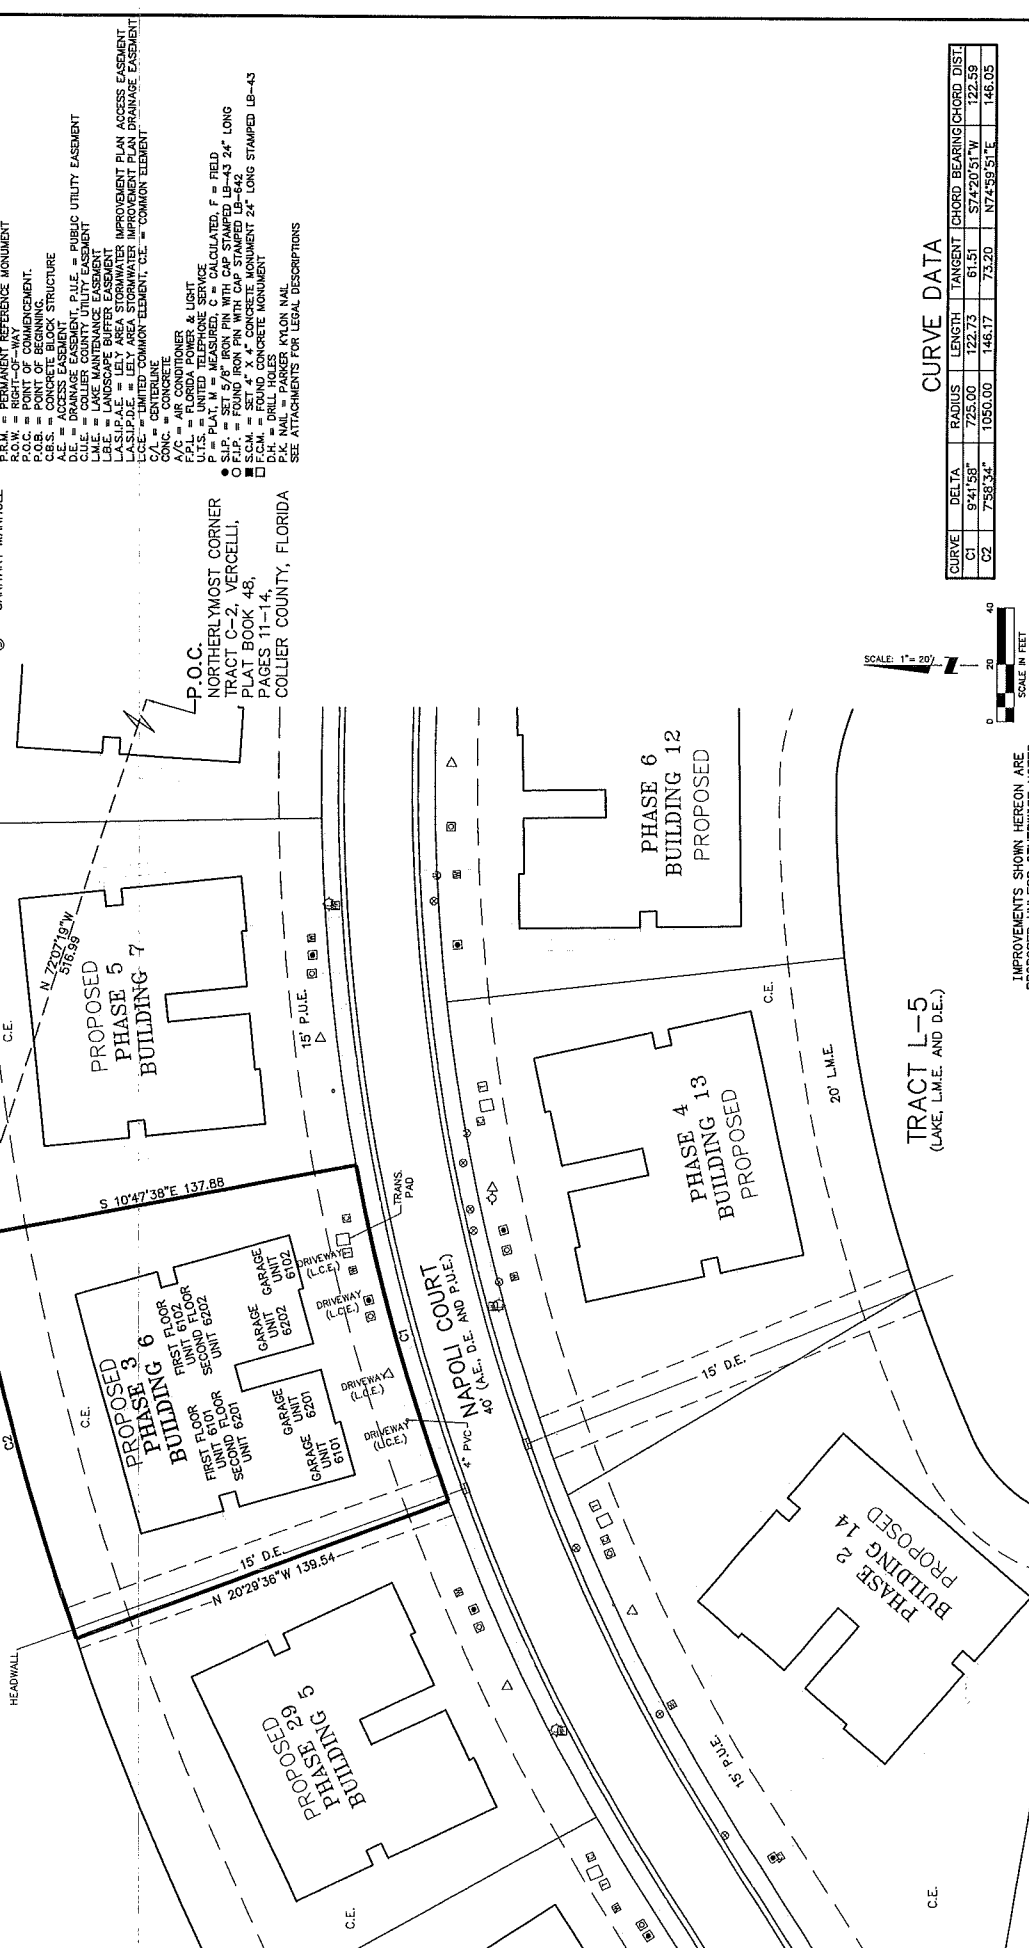 P.R.M. = PERMANENT REFERENCE MONUMENT
R.O.W. = RIGHT-OF-WAY
P.O.C. = POINT OF COMMENCEMENT.
P.O.B. = POINT OF BEGINNING.
C.B.S. = CONCRETE BLOCK STRUCTURE
A.E. = ACCESS EASEMENT
D.E. = DRAINAGE EASEMENT, P.U.E. = PUBLIC UTILITY EASEMENT
C.U.E. = COLLIER COUNTY UTILITY EASEMENT
L.M.E. = LAKE MAINTENANCE EASEMENT
L.B.E. = LANDSCAPE BUFFER EASEMENT
L.A.S.I.P.A.E. = LELY AREA STORMWATER IMPROVEMENT PLAN ACCESS EASEMENT
L.A.S.I.P.D.E. = LELY AREA STORMWATER IMPROVEMENT PLAN DRAINAGE EASEMENT
L.C.E. = LIMITED COMMON ELEMENT, C.E. = COMMON ELEMENT
C/L = CENTERLINE
CONC. = CONCRETE
A/C = AIR CONDITIONER
F.P.L. = FLORIDA POWER & LIGHT
U.T.S. = UNITED TELEPHONE SERVICE
P = PLAT, M = MEASURED, C = CALCULATED, F = FIELD
S.I.P. = SET 5/8" IRON PIN WITH CAP STAMPED LB-43 24" LONG
F.I.P. = FOUND IRON PIN WITH CAP STAMPED LB-642
S.C.M. = SET 4" X 4" CONCRETE MONUMENT 24" LONG STAMPED LB-43
F.C.M. = FOUND CONCRETE MONUMENT
D.H. = DRILL HOLES
P.K. NAIL = PARKER KYLON NAIL
SEE ATTACHMENTS FOR LEGAL DESCRIPTIONS
P.O.C.
NORTHERLYMOST CORNER
TRACT C-2, VERCELLI,
PLAT BOOK 48,
PAGES 11-14,
COLLIER COUNTY, FLORIDA
CURVE DATA
CURVE DELTA RADIUS LENGTH TANGENT CHORD BEARING CHORD DIST.
C1 9°41'58" 725.00 122.73 61.51 S74°20'51"W 122.59
C2 7°58'34" 1050.00 146.17 73.20 N74°59'51"E 146.05
SCALE: 1"= 20'
0 20 40
SCALE IN FEET
IMPROVEMENTS SHOWN HEREON ARE
C.E.
N 72°07'19"W
516.99
PROPOSED
PHASE 5
BUILDING 7
15' P.U.E.
PHASE 6
BUILDING 12
PROPOSED
C2
C.E.
S 10°47'38"E 137.88
PROPOSED
PHASE 3
BUILDING 6
FIRST FLOOR
UNIT 6101
SECOND FLOOR
UNIT 6201
FIRST FLOOR
UNIT 6102
SECOND FLOOR
UNIT 6202
GARAGE
UNIT
6101
GARAGE
UNIT
6201
GARAGE
UNIT
6202
GARAGE
UNIT
6102
DRIVEWAY
(L.C.E.)
DRIVEWAY
(L.C.E.)
DRIVEWAY
(L.C.E.)
DRIVEWAY
(L.C.E.)
TRANS.
PAD
C1
4" PVC
NAPOLI COURT
40' (A.E., D.E. AND P.U.E.)
PHASE 4
BUILDING 13
PROPOSED
C.E.
20' L.M.E.
TRACT L-5
(LAKE, L.M.E. AND D.E.)
15' D.E.
HEADWALL
15' D.E.
N 20°29'36"W 139.54
PROPOSED
PHASE 29
BUILDING 5
C.E.
PHASE 2
BUILDING 14
PROPOSED
15' P.U.E.
C.E.